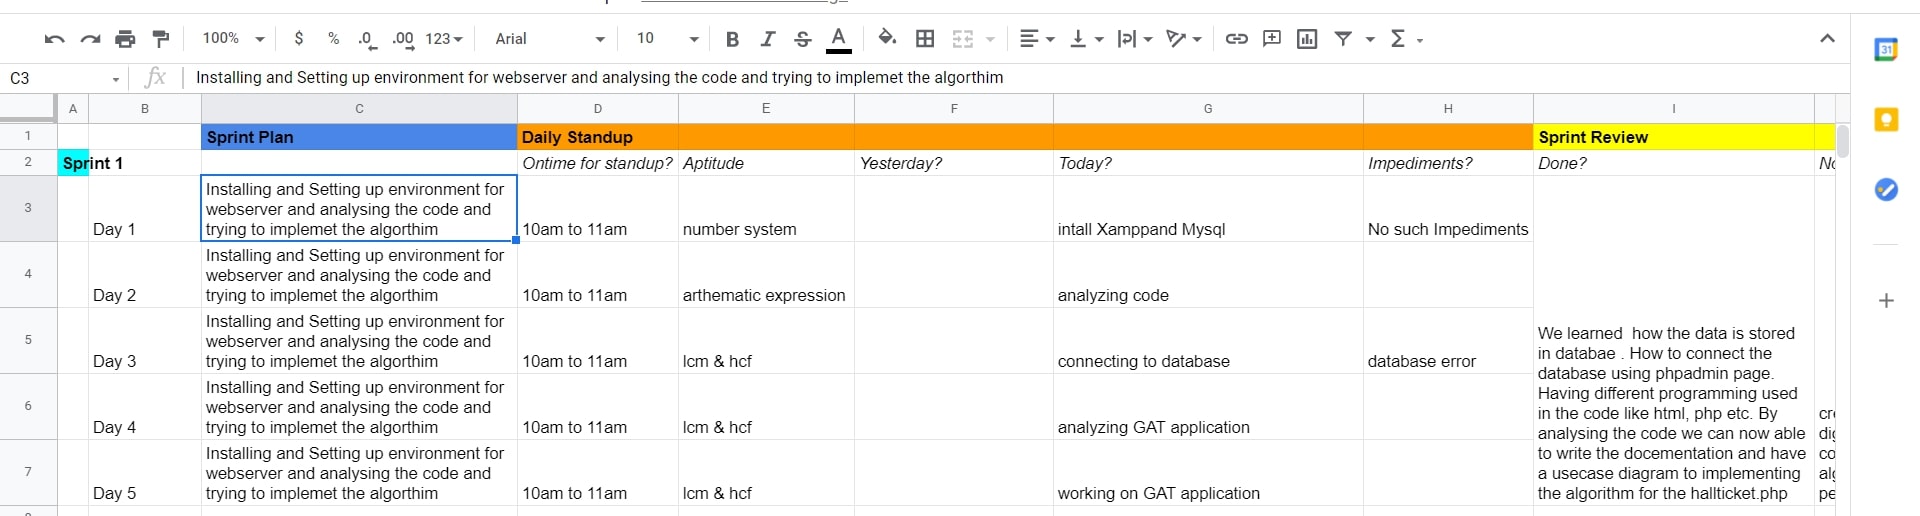 100% $ % .0 .00 123 Arial 10 B I S A
31
C3 fx Installing and Setting up environment for webserver and analysing the code and trying to implemet the algorthim
A B C D E F G H I
1 Sprint Plan Daily Standup Sprint Review
2 Sprint 1 Ontime for standup? Aptitude Yesterday? Today? Impediments? Done?
Installing and Setting up environment for
3 webserver and analysing the code and
Day 1 trying to implemet the algorthim 10am to 11am number system intall Xamppand Mysql No such Impediments
Installing and Setting up environment for
4 webserver and analysing the code and
Day 2 trying to implemet the algorthim 10am to 11am arthematic expression analyzing code
Installing and Setting up environment for
5 webserver and analysing the code and
Day 3 trying to implemet the algorthim 10am to 11am lcm & hcf connecting to database database error
Installing and Setting up environment for
6 webserver and analysing the code and
Day 4 trying to implemet the algorthim 10am to 11am lcm & hcf analyzing GAT application
Installing and Setting up environment for
7 webserver and analysing the code and
Day 5 trying to implemet the algorthim 10am to 11am lcm & hcf working on GAT application
We learned how the data is stored
in databae . How to connect the
database using phpadmin page.
Having different programming used
in the code like html, php etc. By
analysing the code we can now able
to write the docementation and have
a usecase diagram to implementing
the algorithm for the hallticket.php